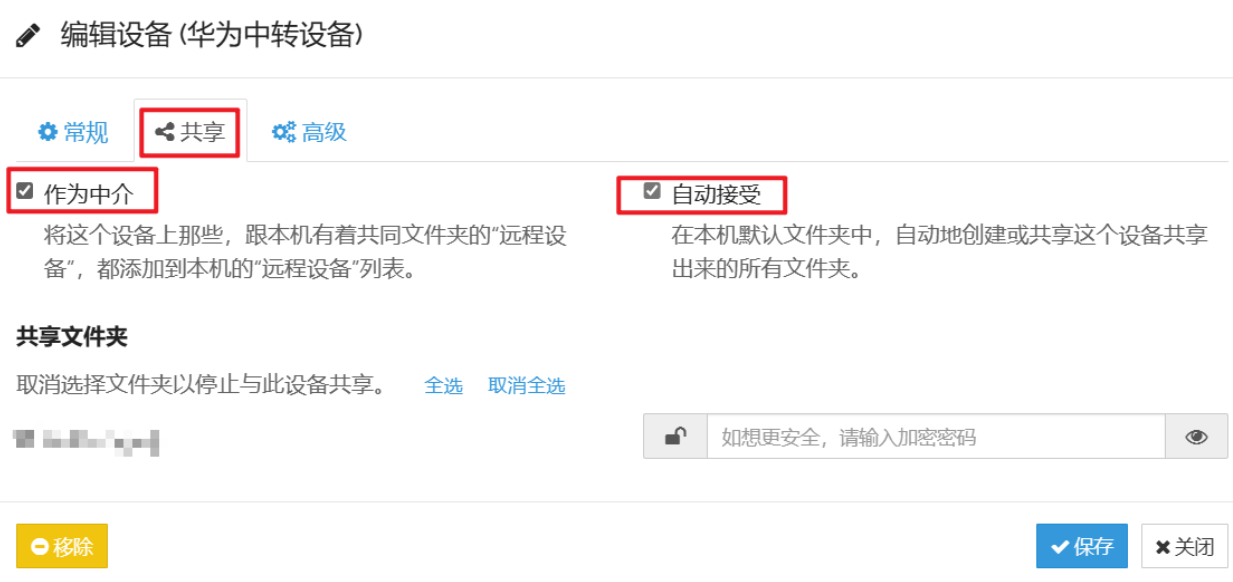 编辑设备 (华为中转设备)
常规 共享 高级
作为中介
将这个设备上那些，跟本机有着共同文件夹的“远程设
备”，都添加到本机的“远程设备”列表。
自动接受
在本机默认文件夹中，自动地创建或共享这个设备共享
出来的所有文件夹。
共享文件夹
取消选择文件夹以停止与此设备共享。 全选 取消全选
如想更安全，请输入加密密码
移除 保存 关闭